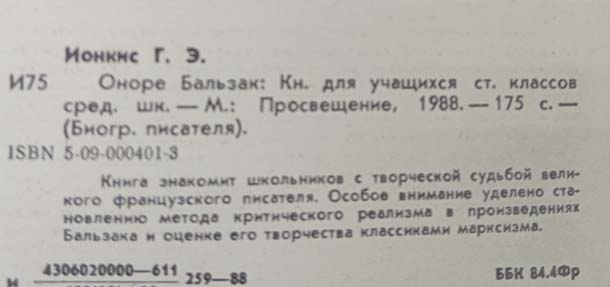 Ионкис Г. Э.
И75 Оноре Бальзак: Кн. для учащихся ст. классов
сред. шк. — М.: Просвещение, 1988. — 175 с. —
(Биогр. писателя).
ISBN 5-09-000401-3
Книга знакомит школьников с творческой судьбой вели-
кого французского писателя. Особое внимание уделено ста-
новлению метода критического реализма в произведениях
Бальзака и оценке его творчества классиками марксизма.
И 4306020000—611 259—88 ББК 84.4Фр